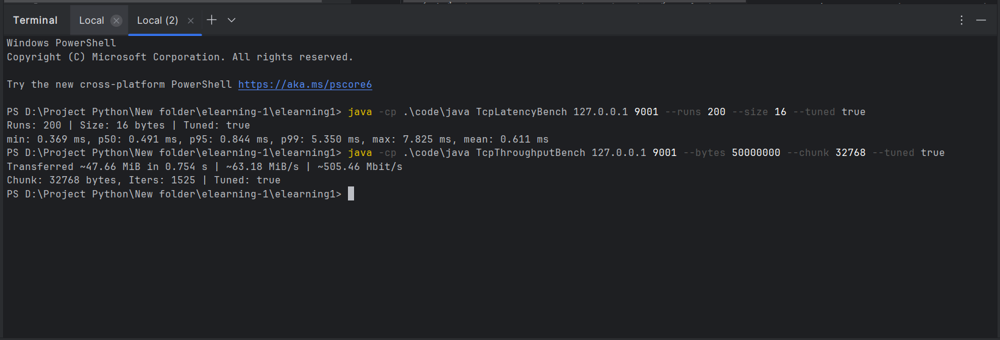 Terminal Local Local (2)
Windows PowerShell
Copyright (C) Microsoft Corporation. All rights reserved.
Try the new cross-platform PowerShell https://aka.ms/pscore6
PS D:\Project Python\New folder\elearning-1\elearning1> java -cp .\code\java TcpLatencyBench 127.0.0.1 9001 --runs 200 --size 16 --tuned true
Runs: 200 | Size: 16 bytes | Tuned: true
min: 0.369 ms, p50: 0.491 ms, p95: 0.844 ms, p99: 5.350 ms, max: 7.825 ms, mean: 0.611 ms
PS D:\Project Python\New folder\elearning-1\elearning1> java -cp .\code\java TcpThroughputBench 127.0.0.1 9001 --bytes 50000000 --chunk 32768 --tuned true
Transferred ~47.66 MiB in 0.754 s | ~63.18 MiB/s | ~505.46 Mbit/s
Chunk: 32768 bytes, Iters: 1525 | Tuned: true
PS D:\Project Python\New folder\elearning-1\elearning1>